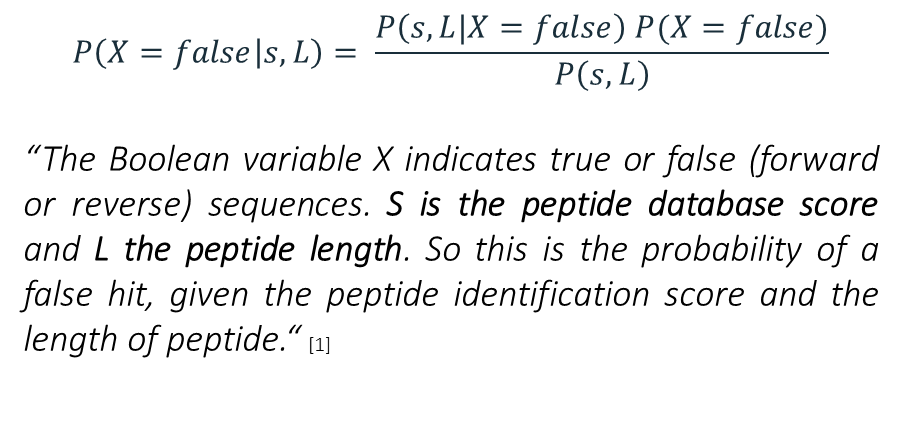 P(X = false|s, L) = P(s, L|X = false) P(X = false) / P(s, L)
“The Boolean variable X indicates true or false (forward
or reverse) sequences. S is the peptide database score
and L the peptide length. So this is the probability of a
false hit, given the peptide identification score and the
length of peptide.“ [1]